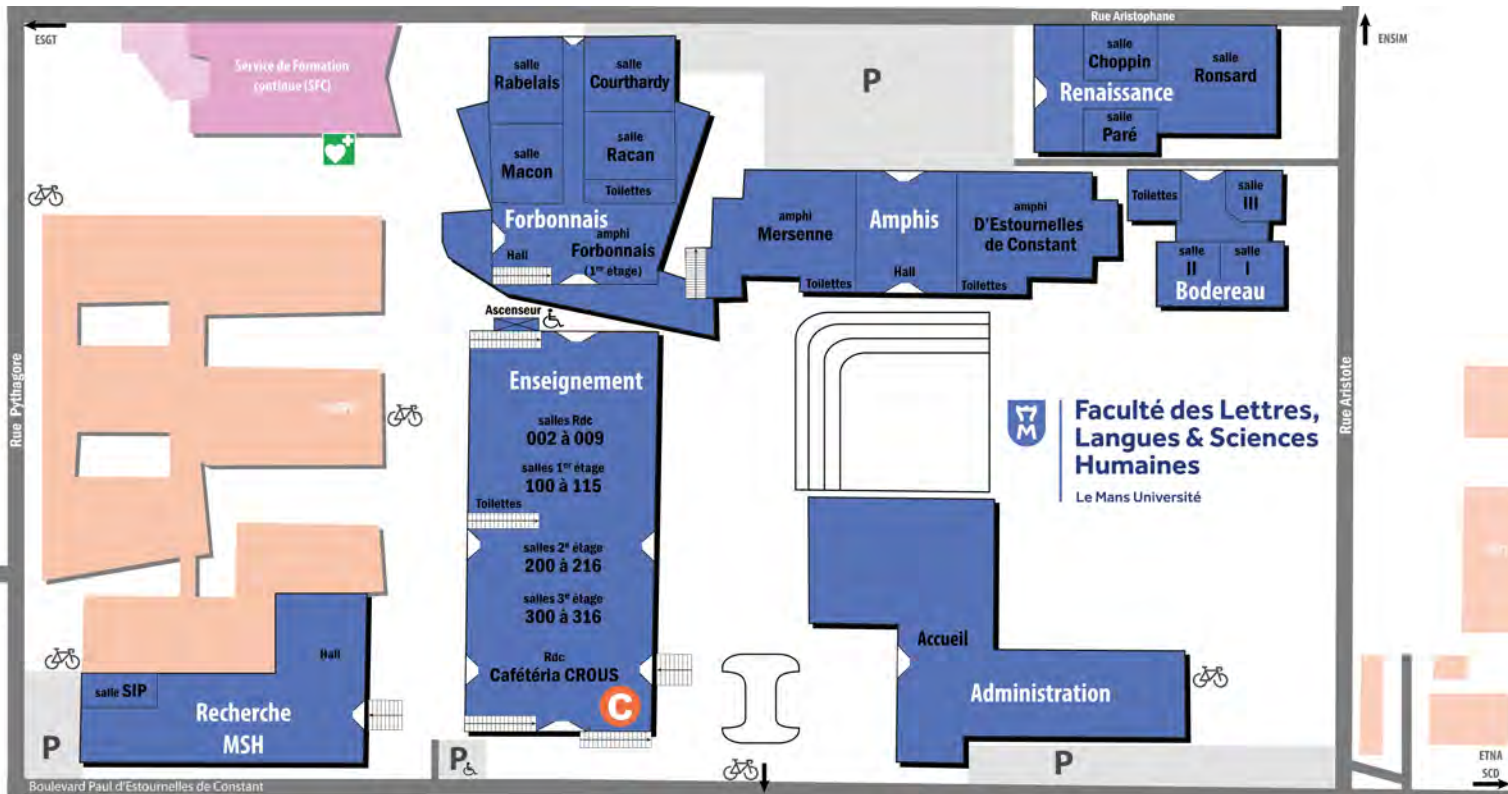 Rue Aristophane
ESGT
ENSIM
Service de Formation
continue (SFC)
salle
Rabelais
salle
Courthardy
salle
Macon
salle
Racan
Toilettes
Forbonnais
amphi
Forbonnais
(1er étage)
Hall
P
salle
Choppin
salle
Ronsard
Renaissance
salle
Paré
amphi
Mersenne
Amphis
amphi
D'Estournelles
de Constant
Toilettes
Hall
Toilettes
Toilettes
salle
III
salle
II
salle
I
Bodereau
Rue Pythagore
Ascenseur
Enseignement
salles Rdc
002 à 009
salles 1er étage
100 à 115
Toilettes
salles 2e étage
200 à 216
salles 3e étage
300 à 316
Rdc
Cafétéria CROUS
C
Faculté des Lettres,
Langues & Sciences
Humaines
Le Mans Université
Rue Aristote
Accueil
Administration
Hall
salle SIP
Recherche
MSH
P
P
P
Boulevard Paul d'Estournelles de Constant
ETNA
SCD